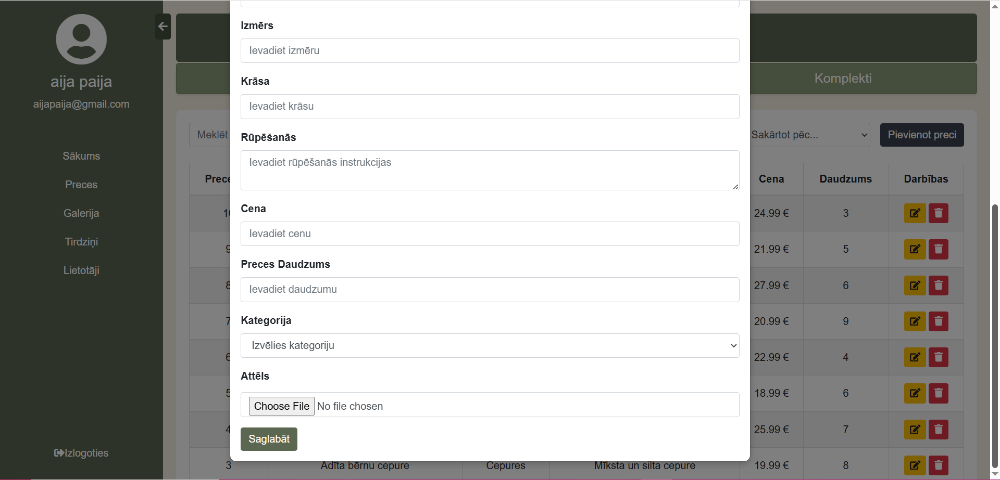 aija paija
aijapaija@gmail.com
Sākums
Preces
Galerija
Tirdziņi
Lietotāji
Izlogoties
Komplekti
Meklēt
Sakārtot pēc...
Pievienot preci
Izmērs
Ievadiet izmēru
Krāsa
Ievadiet krāsu
Rūpēšanās
Ievadiet rūpēšanās instrukcijas
Cena
Ievadiet cenu
Preces Daudzums
Ievadiet daudzumu
Kategorija
Izvēlies kategoriju
Attēls
Choose File No file chosen
Saglabāt
Cena Daudzums Darbības
24.99 € 3
9 21.99 € 5
8 27.99 € 6
7 20.99 € 9
6 22.99 € 4
5 18.99 € 6
4 25.99 € 7
3 Adīta bērnu cepure Cepures Mīksta un silta cepure 19.99 € 8